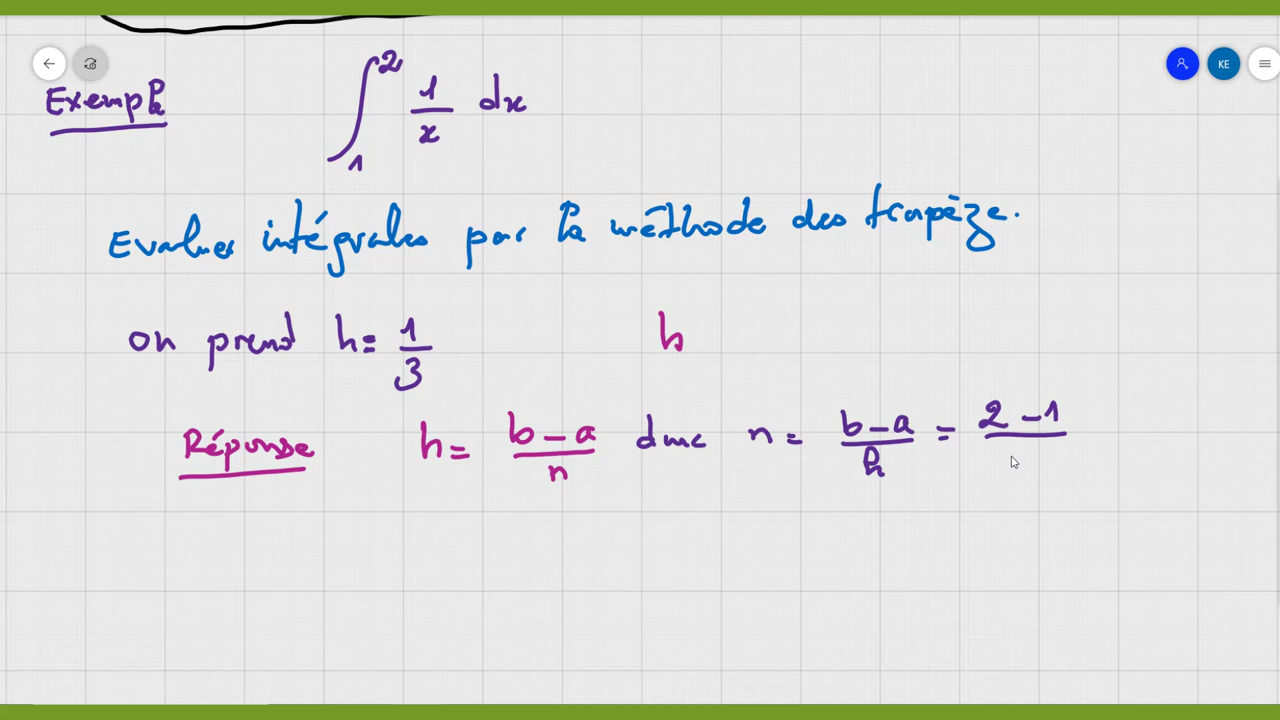 KE
Exemple ∫₁² 1/x dx
Evaluer intégrales par la méthode des trapèze.
on prend h = 1/3 h
Réponse h = b-a/n donc n = b-a/h = 2-1